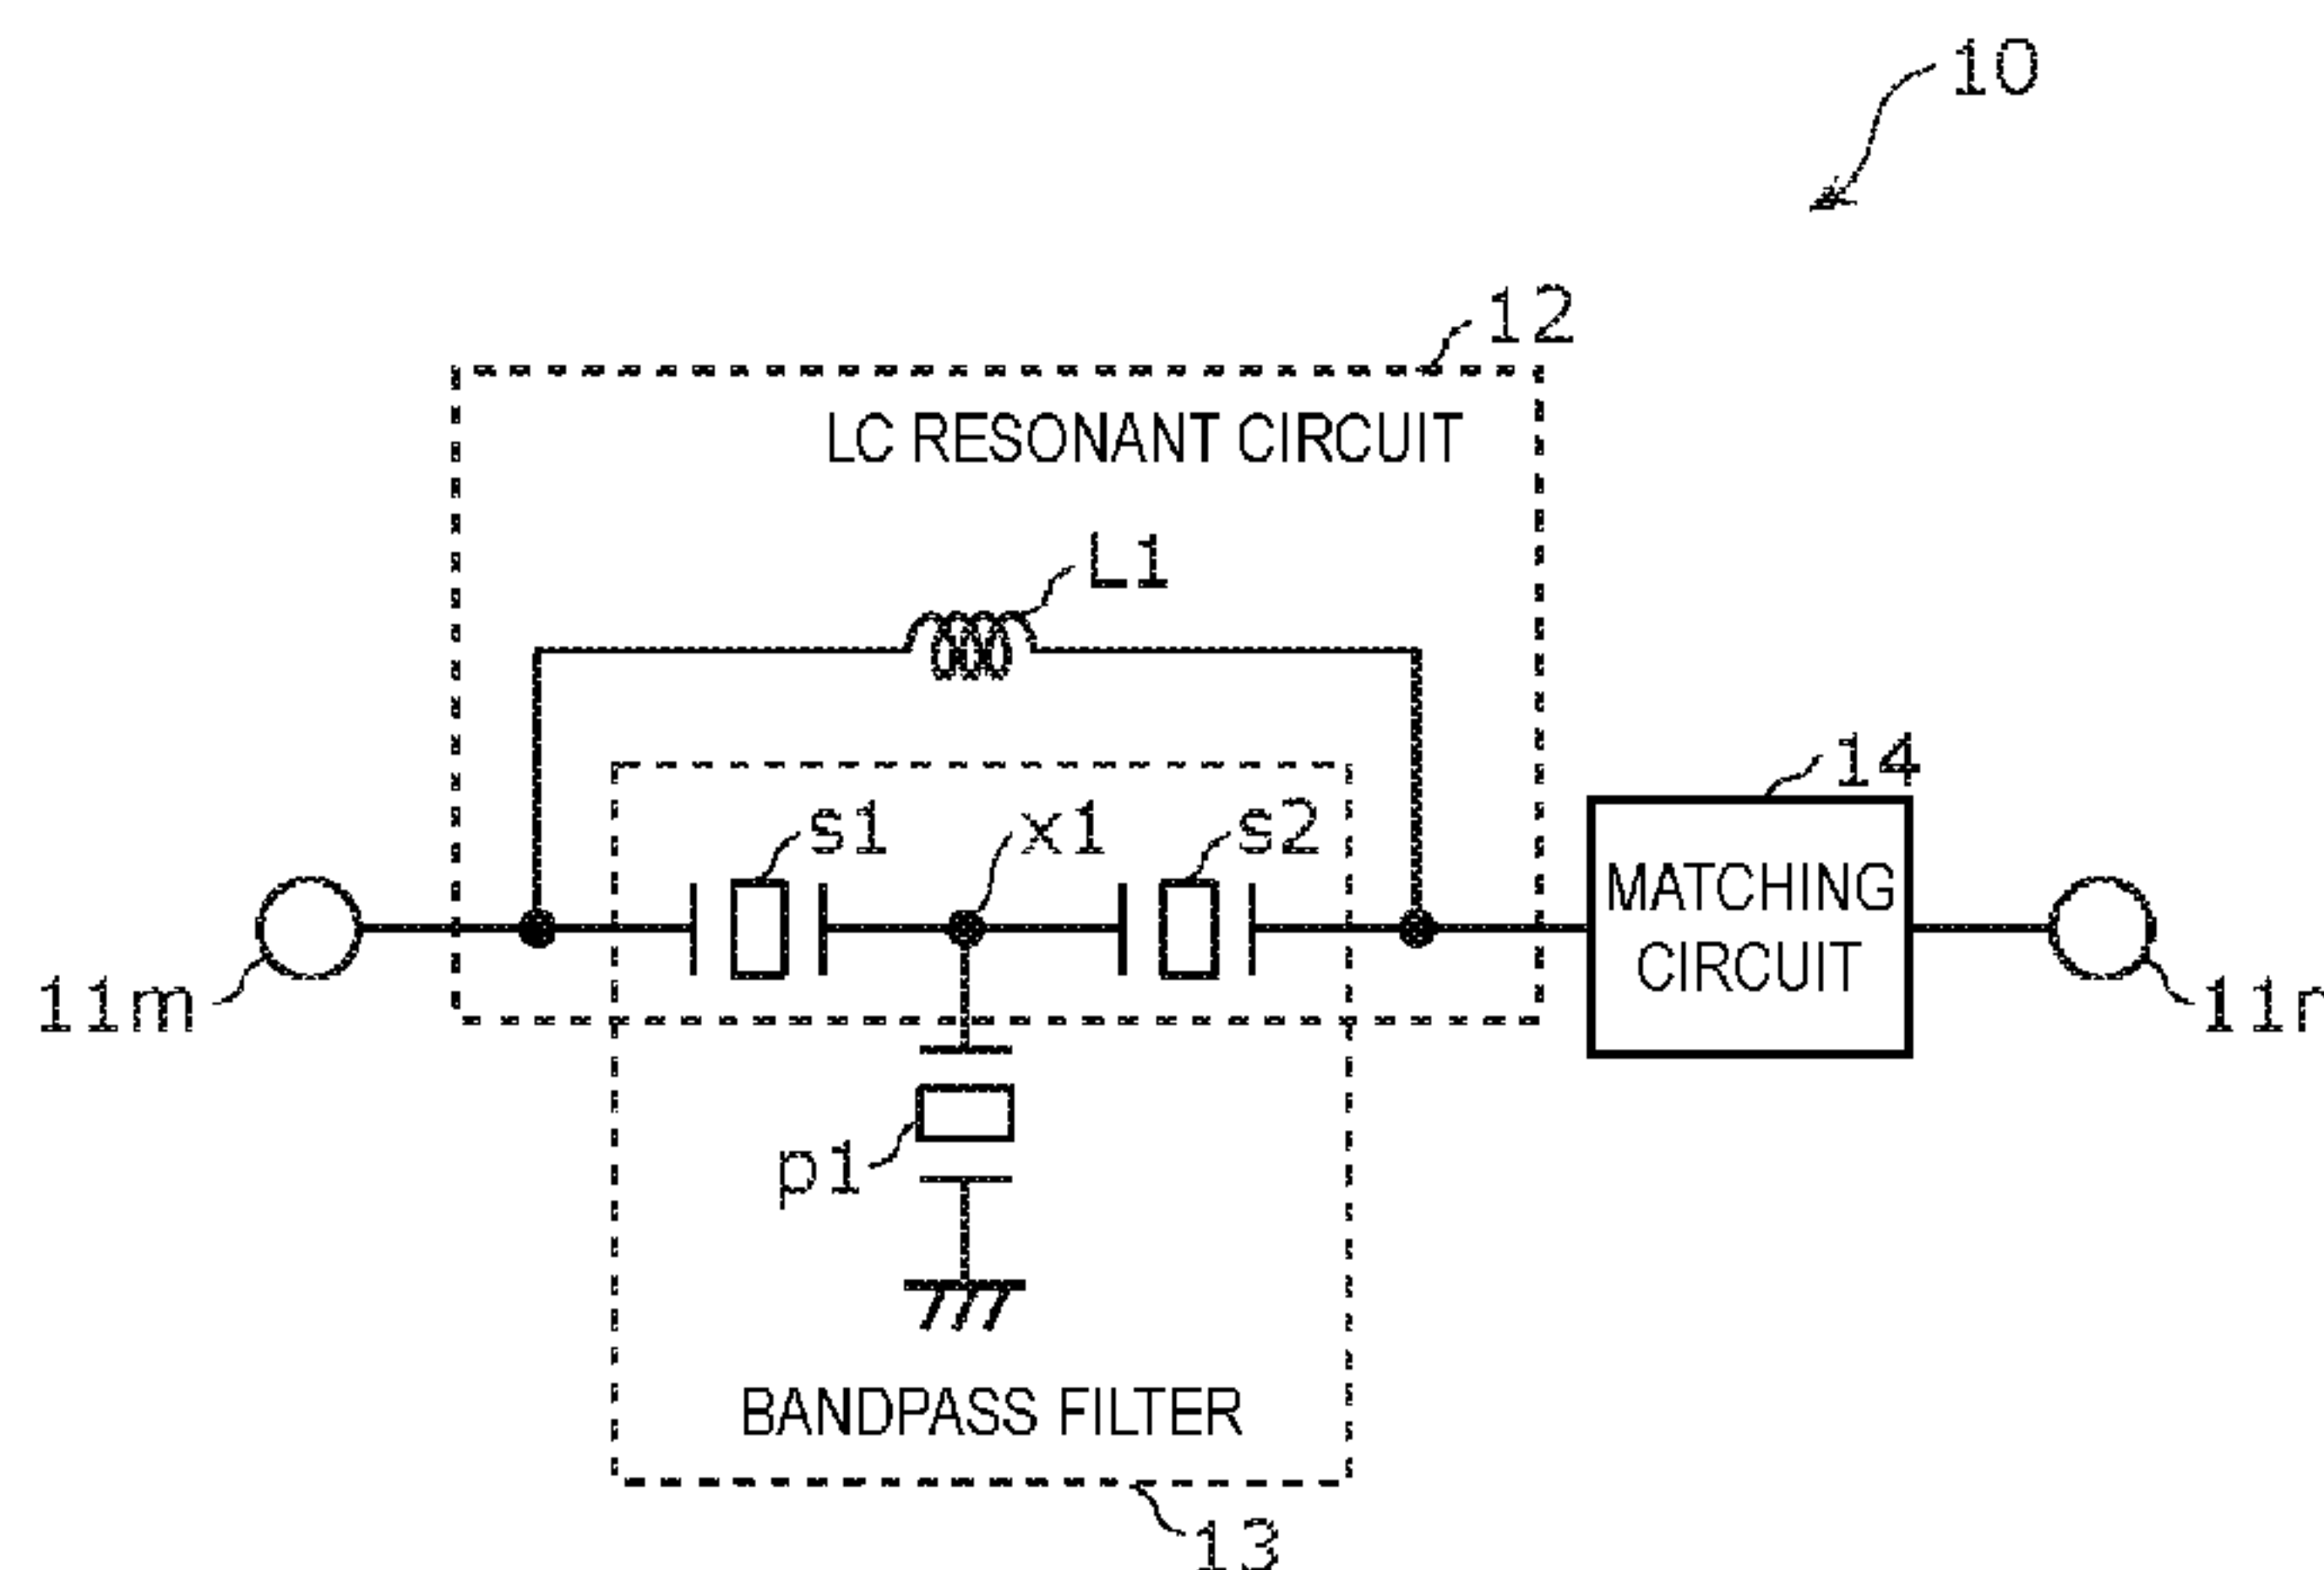 10
12
LC RESONANT CIRCUIT
L1
14
s1
x1
s2
MATCHING
CIRCUIT
11m
p1
BANDPASS FILTER
13